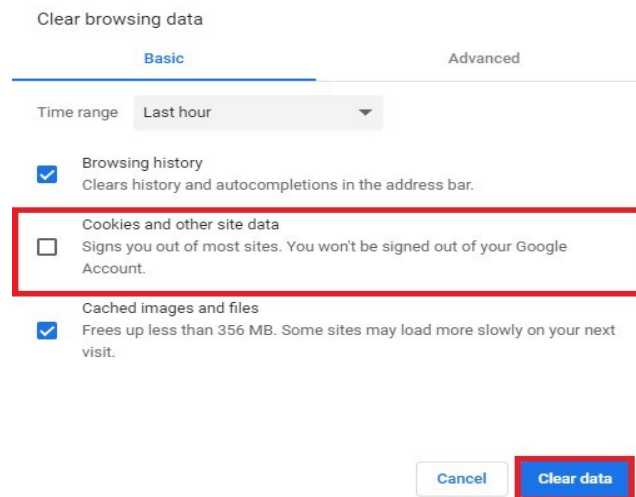 Clear browsing data
Basic
Advanced
Time range
Last hour
Browsing history
Clears history and autocompletions in the address bar.
Cookies and other site data
Signs you out of most sites. You won't be signed out of your Google
Account.
Cached images and files
Frees up less than 356 MB. Some sites may load more slowly on your next
visit.
Cancel
Clear data